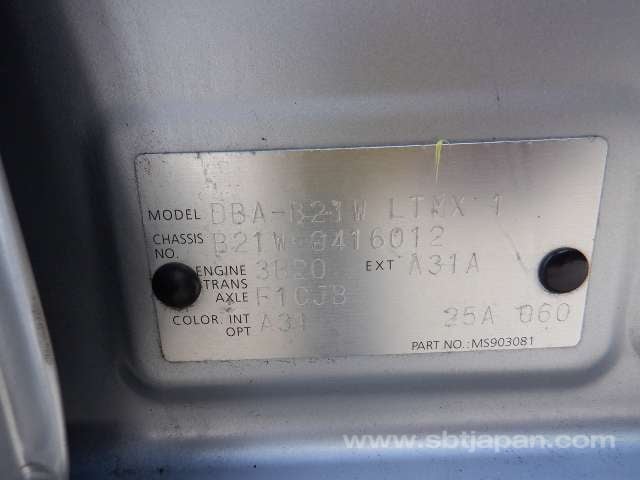 MODEL DBA-B21W LTXX 1
CHASSIS NO. B21W-0416012
ENGINE 3B20 EXT A31A
TRANS AXLE F1CJB
COLOR. INT OPT A31 25A 060
PART NO.: MS903081
www.sbtjapan.com